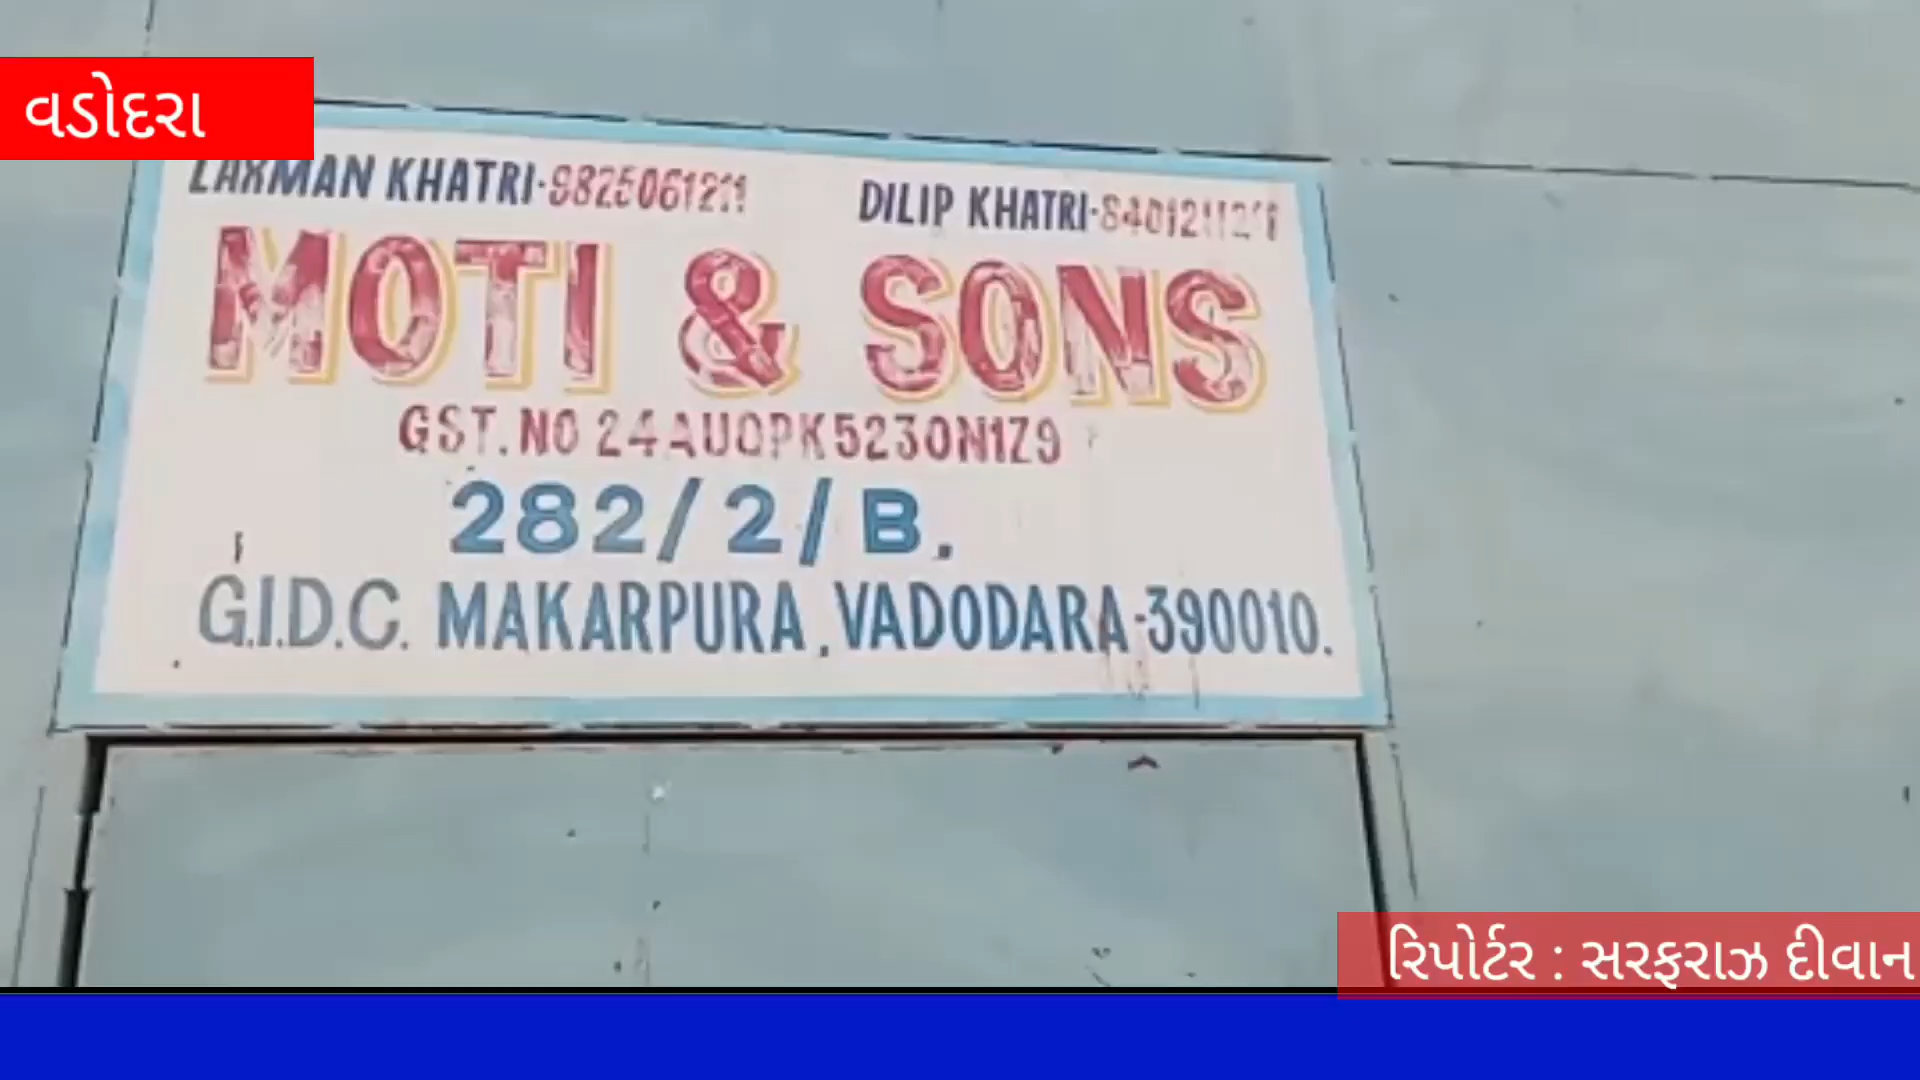 વડોદરા
LAXMAN KHATRI-9825061211
DILIP KHATRI-8401211211
MOTI & SONS
GST. NO 24AUOPK5230N1Z9
282/2/B.
G.I.D.C. MAKARPURA, VADODARA-390010.
રિપોર્ટર : સરફરાઝ દીવાન